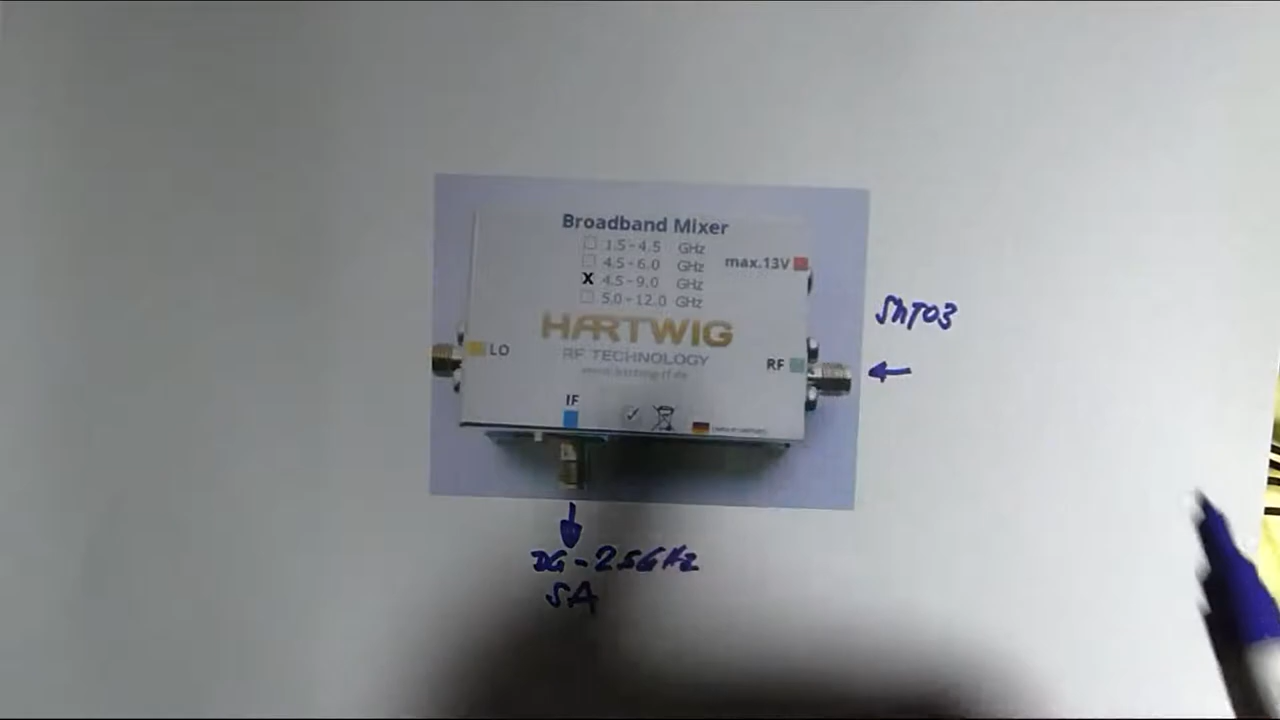 Broadband Mixer
1.5-4.5 GHz
4.5-6.0 GHz
X 4.5-9.0 GHz
5.0-12.0 GHz
max.13V
HARTWIG
RF TECHNOLOGY
LO
RF
IF
SMT03
DC-2.5GHz
SA